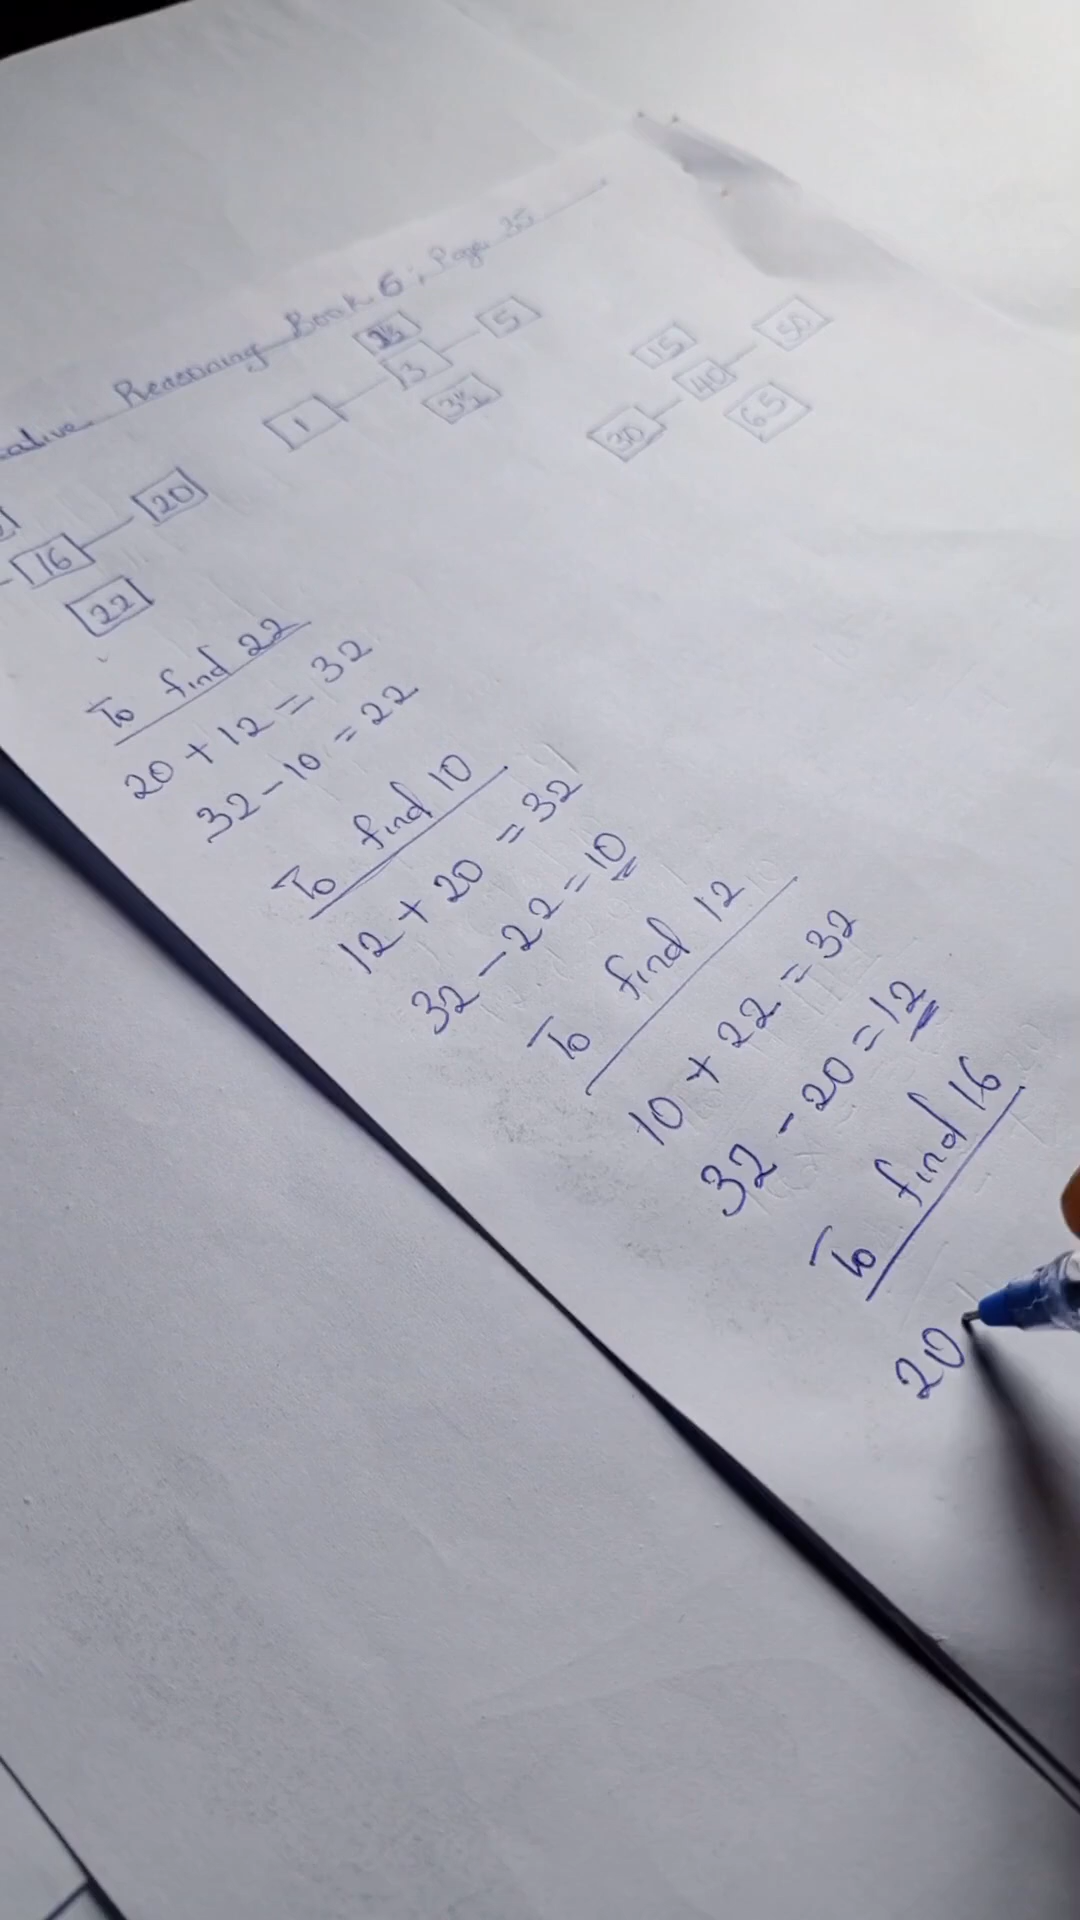 Reasoning Book 6; Page 35
5
3
1
3½
15
50
40
30
65
20
16
22
To find 22
20 + 12 = 32
32 - 10 = 22
To find 10
12 + 20 = 32
32 - 22 = 10
To find 12
10 + 22 = 32
32 - 20 = 12
To find 16
20